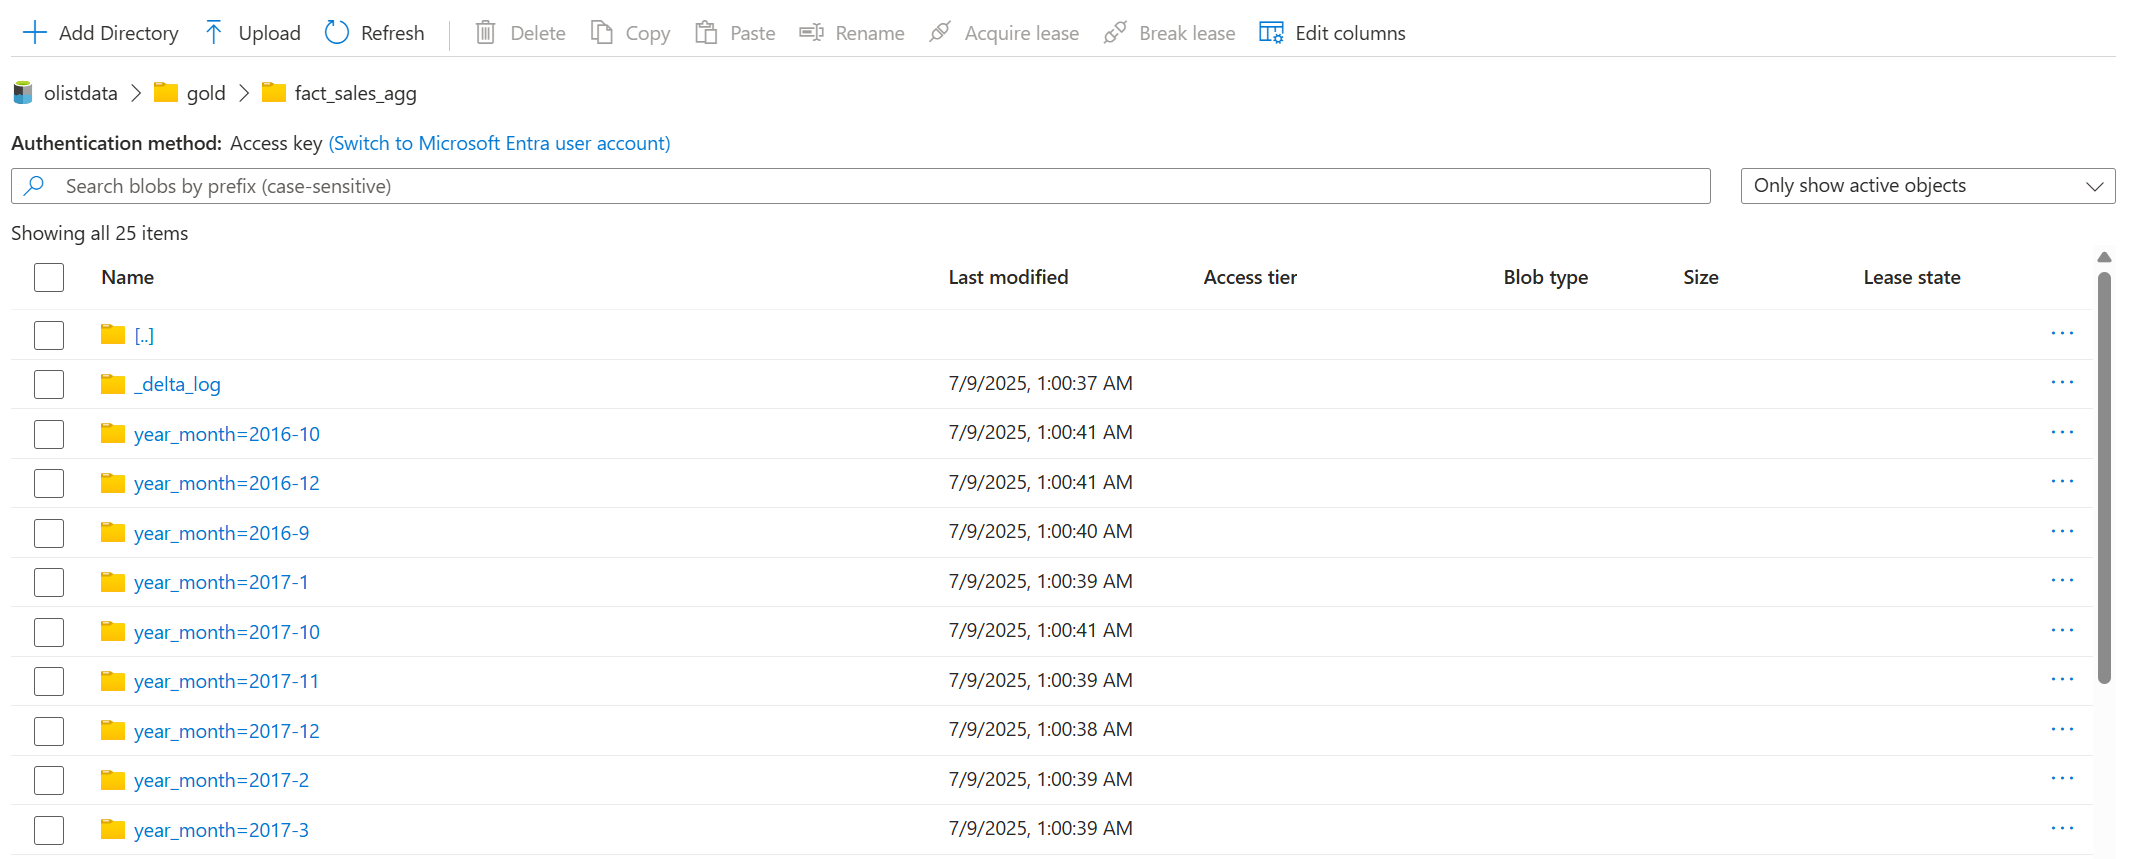 Add Directory Upload Refresh Delete Copy Paste Rename Acquire lease Break lease Edit columns
olistdata > gold > fact_sales_agg
Authentication method: Access key (Switch to Microsoft Entra user account)
Search blobs by prefix (case-sensitive) Only show active objects
Showing all 25 items
Name Last modified Access tier Blob type Size Lease state
[..] ...
_delta_log 7/9/2025, 1:00:37 AM ...
year_month=2016-10 7/9/2025, 1:00:41 AM ...
year_month=2016-12 7/9/2025, 1:00:41 AM ...
year_month=2016-9 7/9/2025, 1:00:40 AM ...
year_month=2017-1 7/9/2025, 1:00:39 AM ...
year_month=2017-10 7/9/2025, 1:00:41 AM ...
year_month=2017-11 7/9/2025, 1:00:39 AM ...
year_month=2017-12 7/9/2025, 1:00:38 AM ...
year_month=2017-2 7/9/2025, 1:00:39 AM ...
year_month=2017-3 7/9/2025, 1:00:39 AM ...